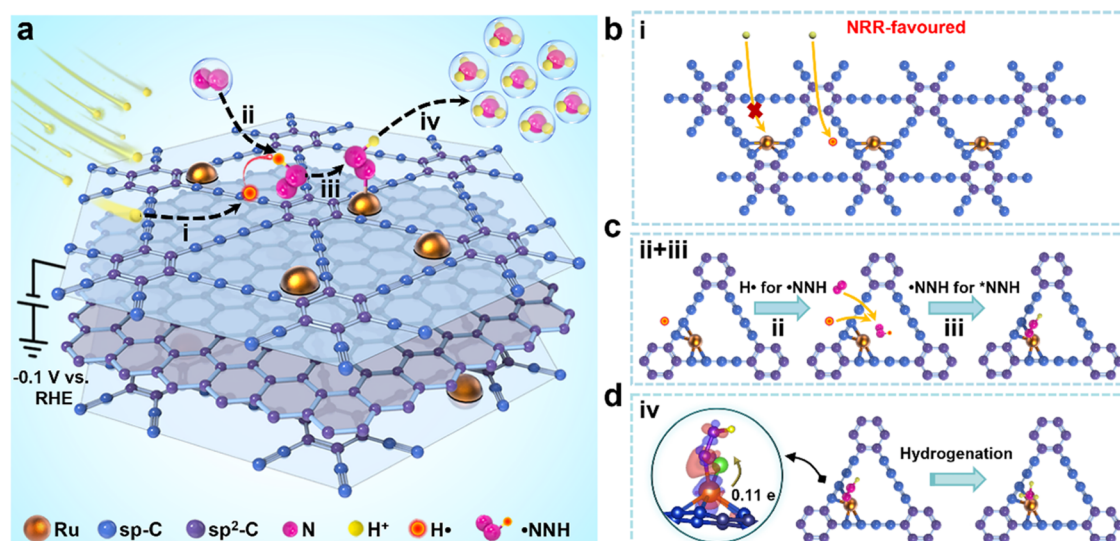 a
ii
iv
iii
i
-0.1 V vs.
RHE
Ru
sp-C
sp²-C
N
H⁺
H•
•NNH
b
i
NRR-favoured
c
ii+iii
H• for •NNH
ii
•NNH for *NNH
iii
d
iv
0.11 e
Hydrogenation